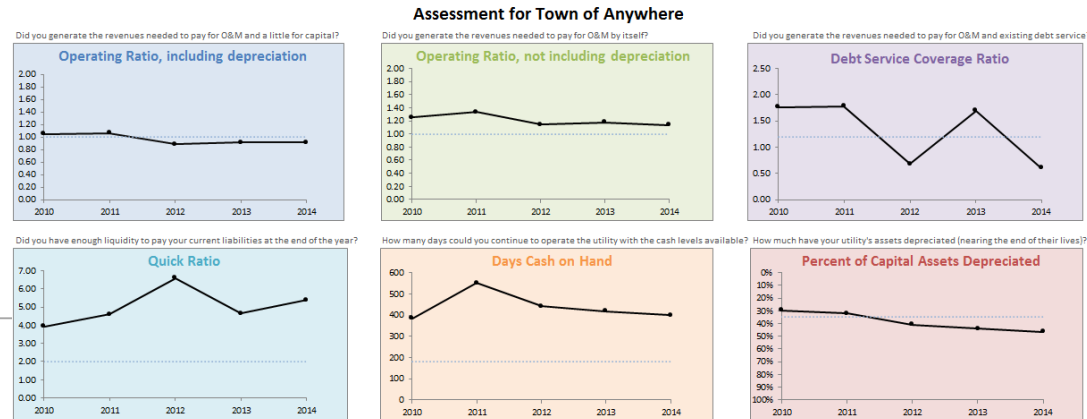 Assessment for Town of Anywhere
Did you generate the revenues needed to pay for O&M and a little for capital?
Operating Ratio, including depreciation
2.00
1.80
1.60
1.40
1.20
1.00
0.80
0.60
0.40
0.20
0.00
2010 2011 2012 2013 2014
Did you generate the revenues needed to pay for O&M by itself?
Operating Ratio, not including depreciation
2.00
1.80
1.60
1.40
1.20
1.00
0.80
0.60
0.40
0.20
0.00
2010 2011 2012 2013 2014
Did you generate the revenues needed to pay for O&M and existing debt service
Debt Service Coverage Ratio
2.50
2.00
1.50
1.00
0.50
0.00
2010 2011 2012 2013 2014
Did you have enough liquidity to pay your current liabilities at the end of the year?
Quick Ratio
7.00
6.00
5.00
4.00
3.00
2.00
1.00
0.00
2010 2011 2012 2013 2014
How many days could you continue to operate the utility with the cash levels available?
Days Cash on Hand
600
500
400
300
200
100
0
2010 2011 2012 2013 2014
How much have your utility's assets depreciated (nearing the end of their lives)?
Percent of Capital Assets Depreciated
0%
10%
20%
30%
40%
50%
60%
70%
80%
90%
100%
2010 2011 2012 2013 2014